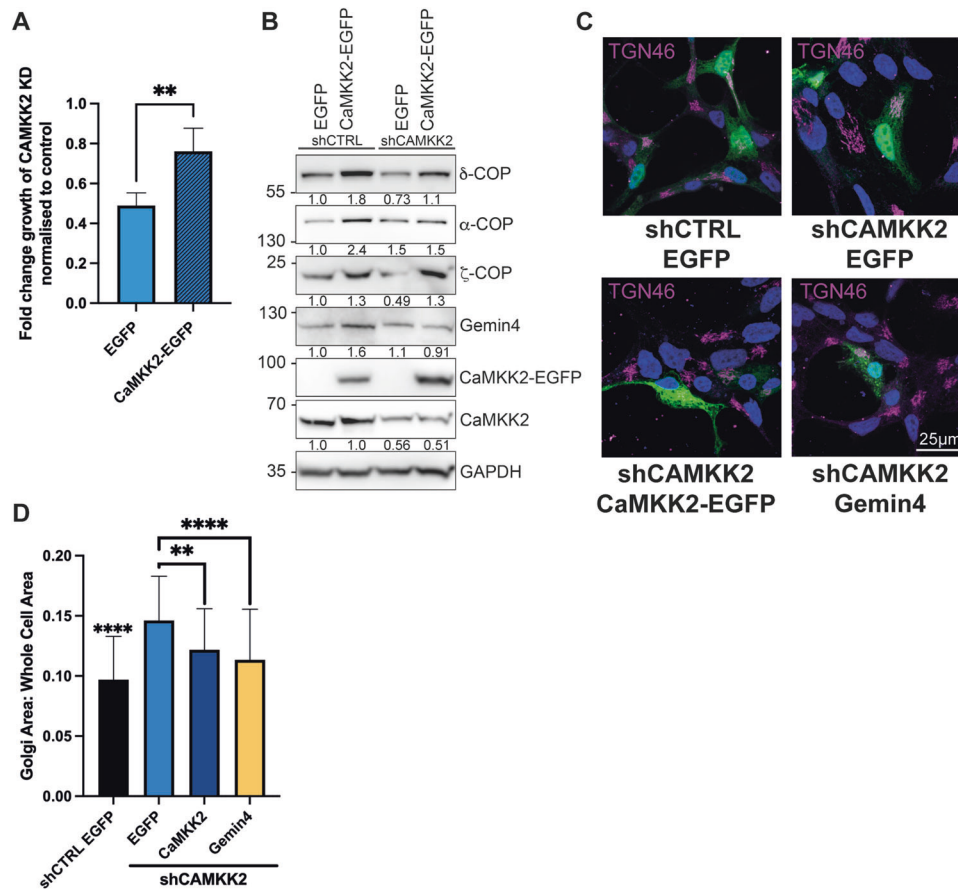 A
Fold change growth of CAMKK2 KD
normalised to control
**
1.0
0.8
0.6
0.4
0.2
0.0
EGFP
CaMKK2-EGFP
B
EGFP
CaMKK2-EGFP
EGFP
CaMKK2-EGFP
shCTRL shCAMKK2
δ-COP
55
1.0 1.8 0.73 1.1
α-COP
130
1.0 2.4 1.5 1.5
25
ζ-COP
1.0 1.3 0.49 1.3
130
Gemin4
1.0 1.6 1.1 0.91
100
CaMKK2-EGFP
70
CaMKK2
1.0 1.0 0.56 0.51
35
GAPDH
C
TGN46
TGN46
shCTRL
EGFP
shCAMKK2
EGFP
TGN46
TGN46
25µm
shCAMKK2
CaMKK2-EGFP
shCAMKK2
Gemin4
D
Golgi Area: Whole Cell Area
0.20
0.15
0.10
0.05
0.00
****
**
****
shCTRL EGFP
EGFP
CaMKK2
Gemin4
shCAMKK2